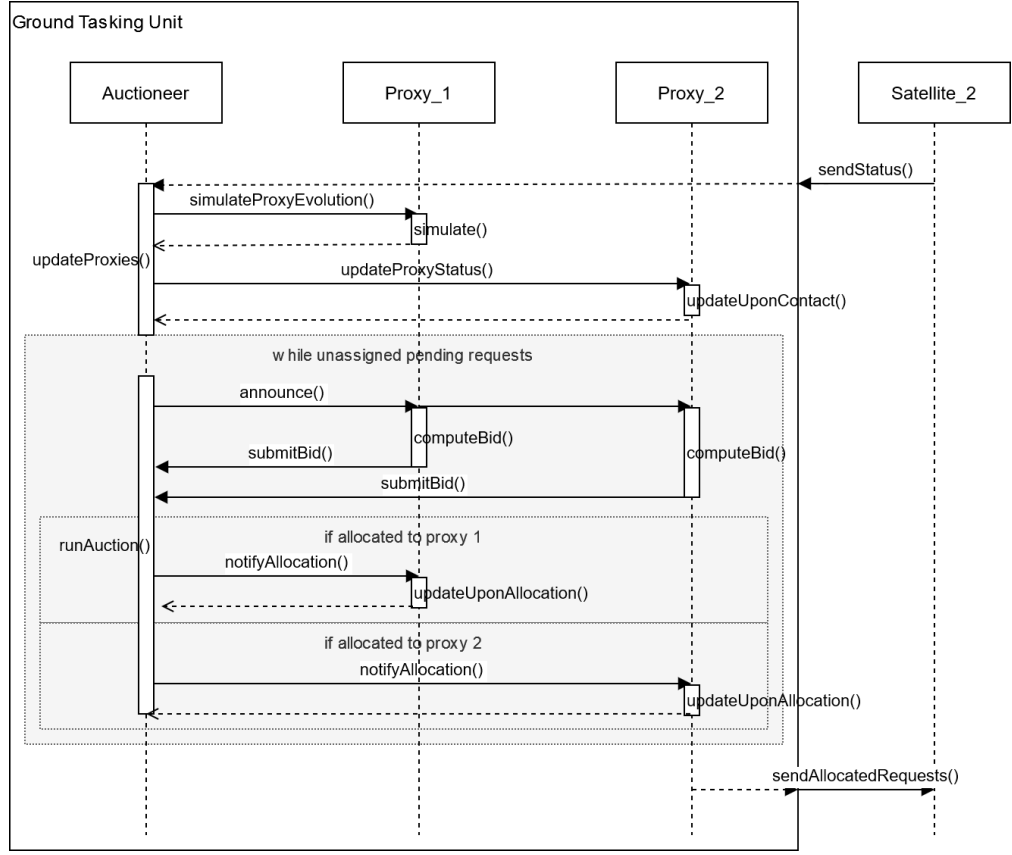 Ground Tasking Unit
Auctioneer
Proxy_1
Proxy_2
Satellite_2
sendStatus()
simulateProxyEvolution()
simulate()
updateProxies()
updateProxyStatus()
updateUponContact()
while unassigned pending requests
announce()
computeBid()
submitBid()
computeBid()
submitBid()
if allocated to proxy 1
runAuction()
notifyAllocation()
updateUponAllocation()
if allocated to proxy 2
notifyAllocation()
updateUponAllocation()
sendAllocatedRequests()